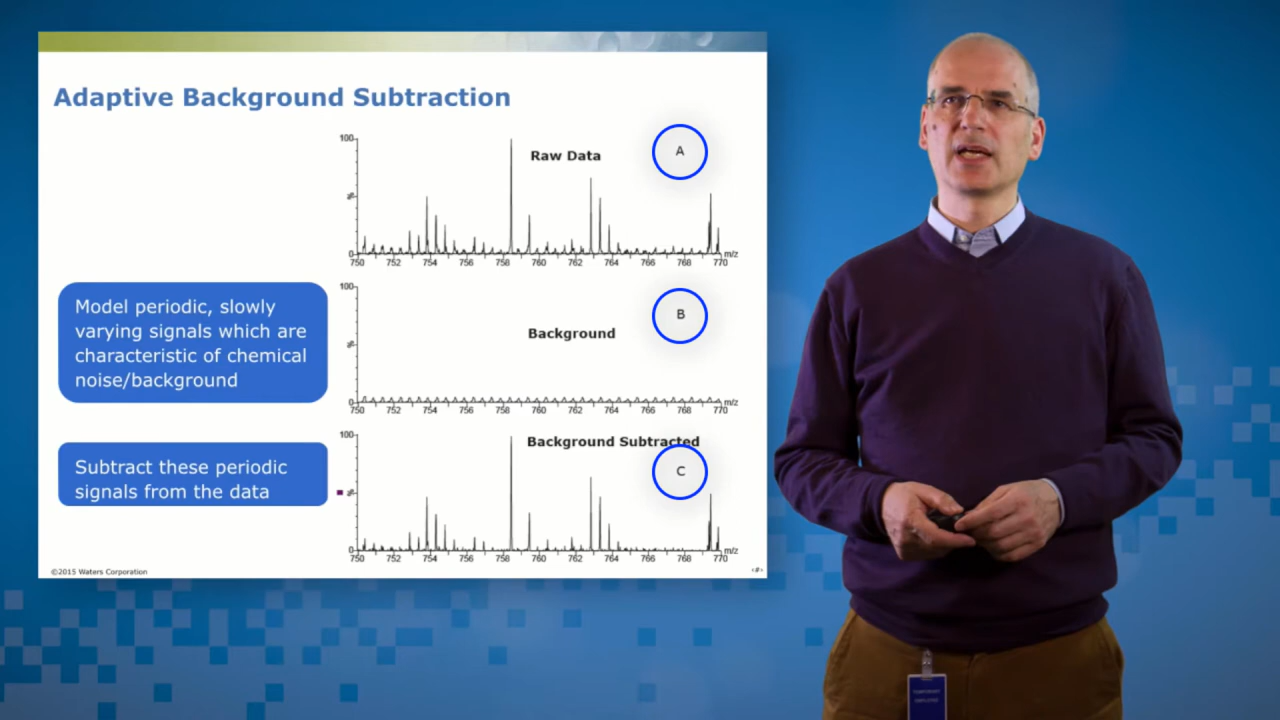 Adaptive Background Subtraction
100
Raw Data
A
%
0
750 752 754 756 758 760 762 764 766 768 770 m/z
100
B
Background
Model periodic, slowly
varying signals which are
characteristic of chemical
noise/background
%
0
750 752 754 756 758 760 762 764 766 768 770 m/z
100
Background Subtracted
C
Subtract these periodic
signals from the data
%
0
750 752 754 756 758 760 762 764 766 768 770 m/z
©2015 Waters Corporation
‹#›
TEMPORARY
EMPLOYEE